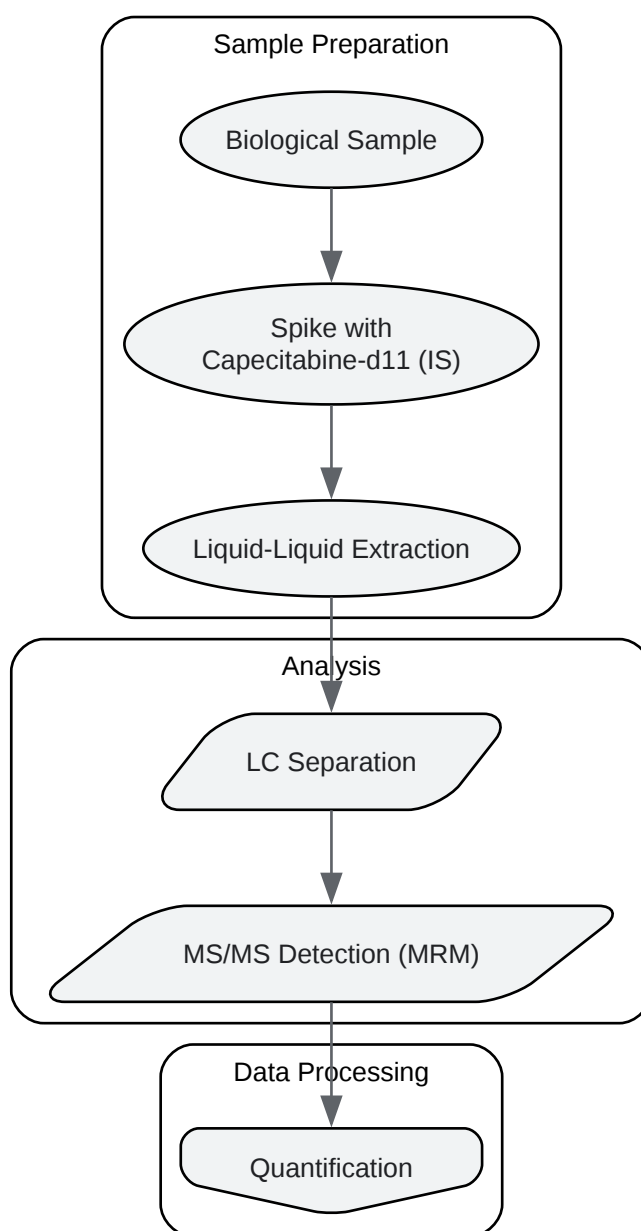 Sample Preparation
Biological Sample
Spike with
Capecitabine-d11 (IS)
Liquid-Liquid Extraction
Analysis
LC Separation
MS/MS Detection (MRM)
Data Processing
Quantification